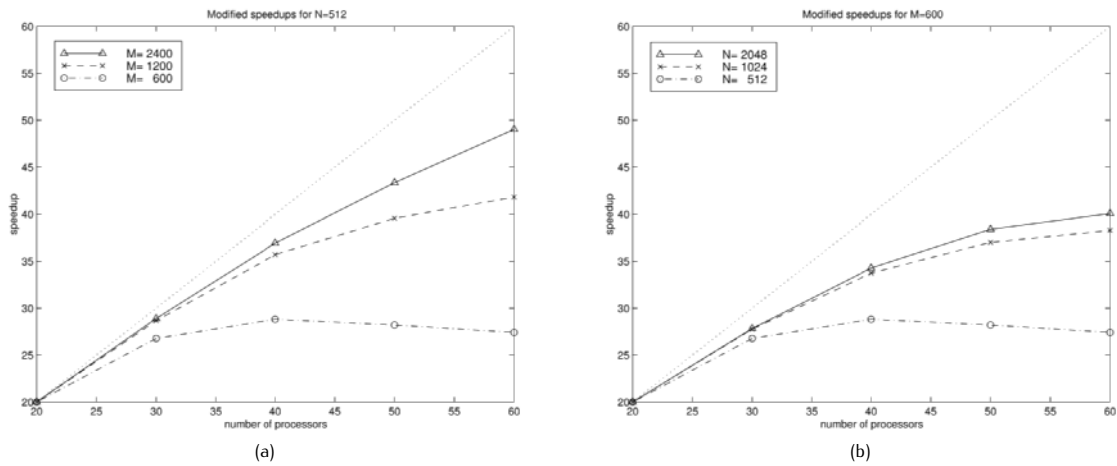 Modified speedups for N=512
60
55
50
45
40
35
30
25
20
speedup
M= 2400
M= 1200
M= 600
20 25 30 35 40 45 50 55 60
number of processors
(a)
Modified speedups for M=600
60
55
50
45
40
35
30
25
20
speedup
N= 2048
N= 1024
N= 512
20 25 30 35 40 45 50 55 60
number of processors
(b)